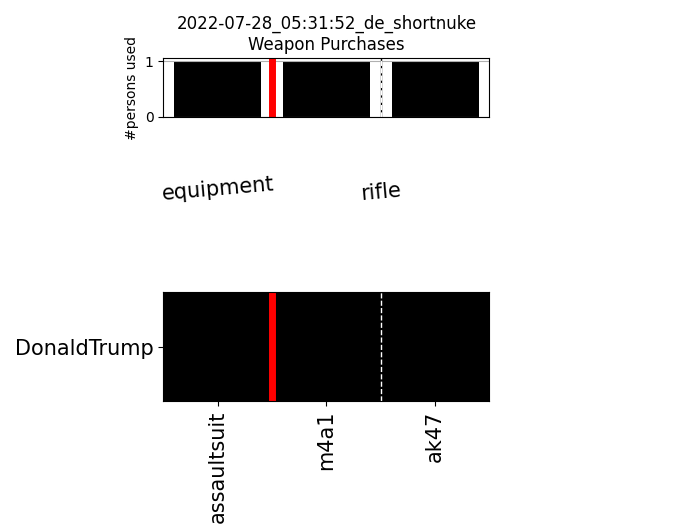 2022-07-28_05:31:52_de_shortnuke
Weapon Purchases
#persons used
1
0
equipment
rifle
DonaldTrump
assaultsuit
m4a1
ak47